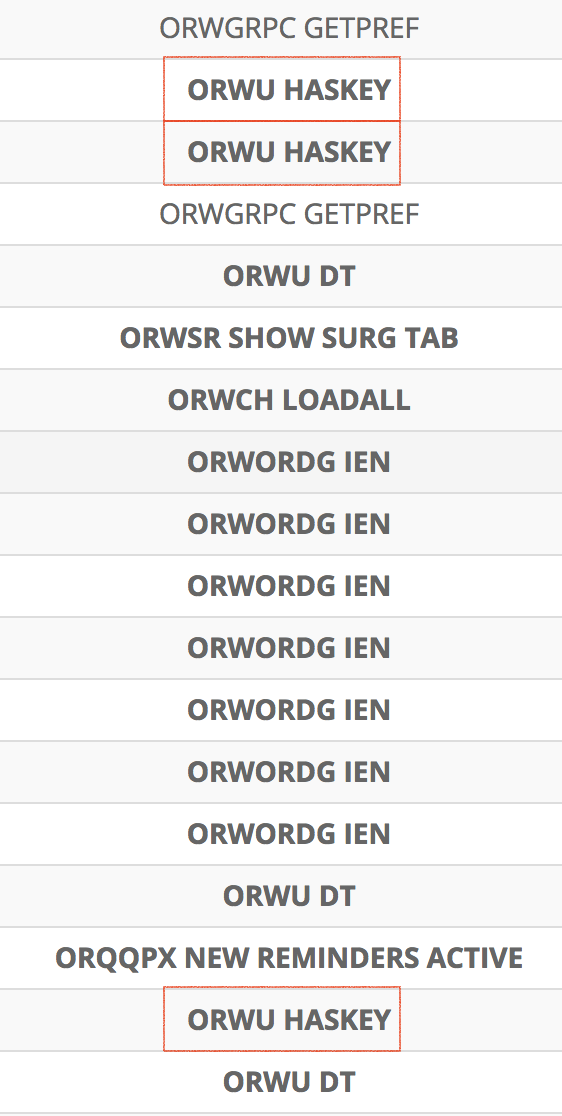 ORWGRPC GETPREF
ORWU HASKEY
ORWU HASKEY
ORWGRPC GETPREF
ORWU DT
ORWSR SHOW SURG TAB
ORWCH LOADALL
ORWORDG IEN
ORWORDG IEN
ORWORDG IEN
ORWORDG IEN
ORWORDG IEN
ORWORDG IEN
ORWORDG IEN
ORWU DT
ORQQPX NEW REMINDERS ACTIVE
ORWU HASKEY
ORWU DT